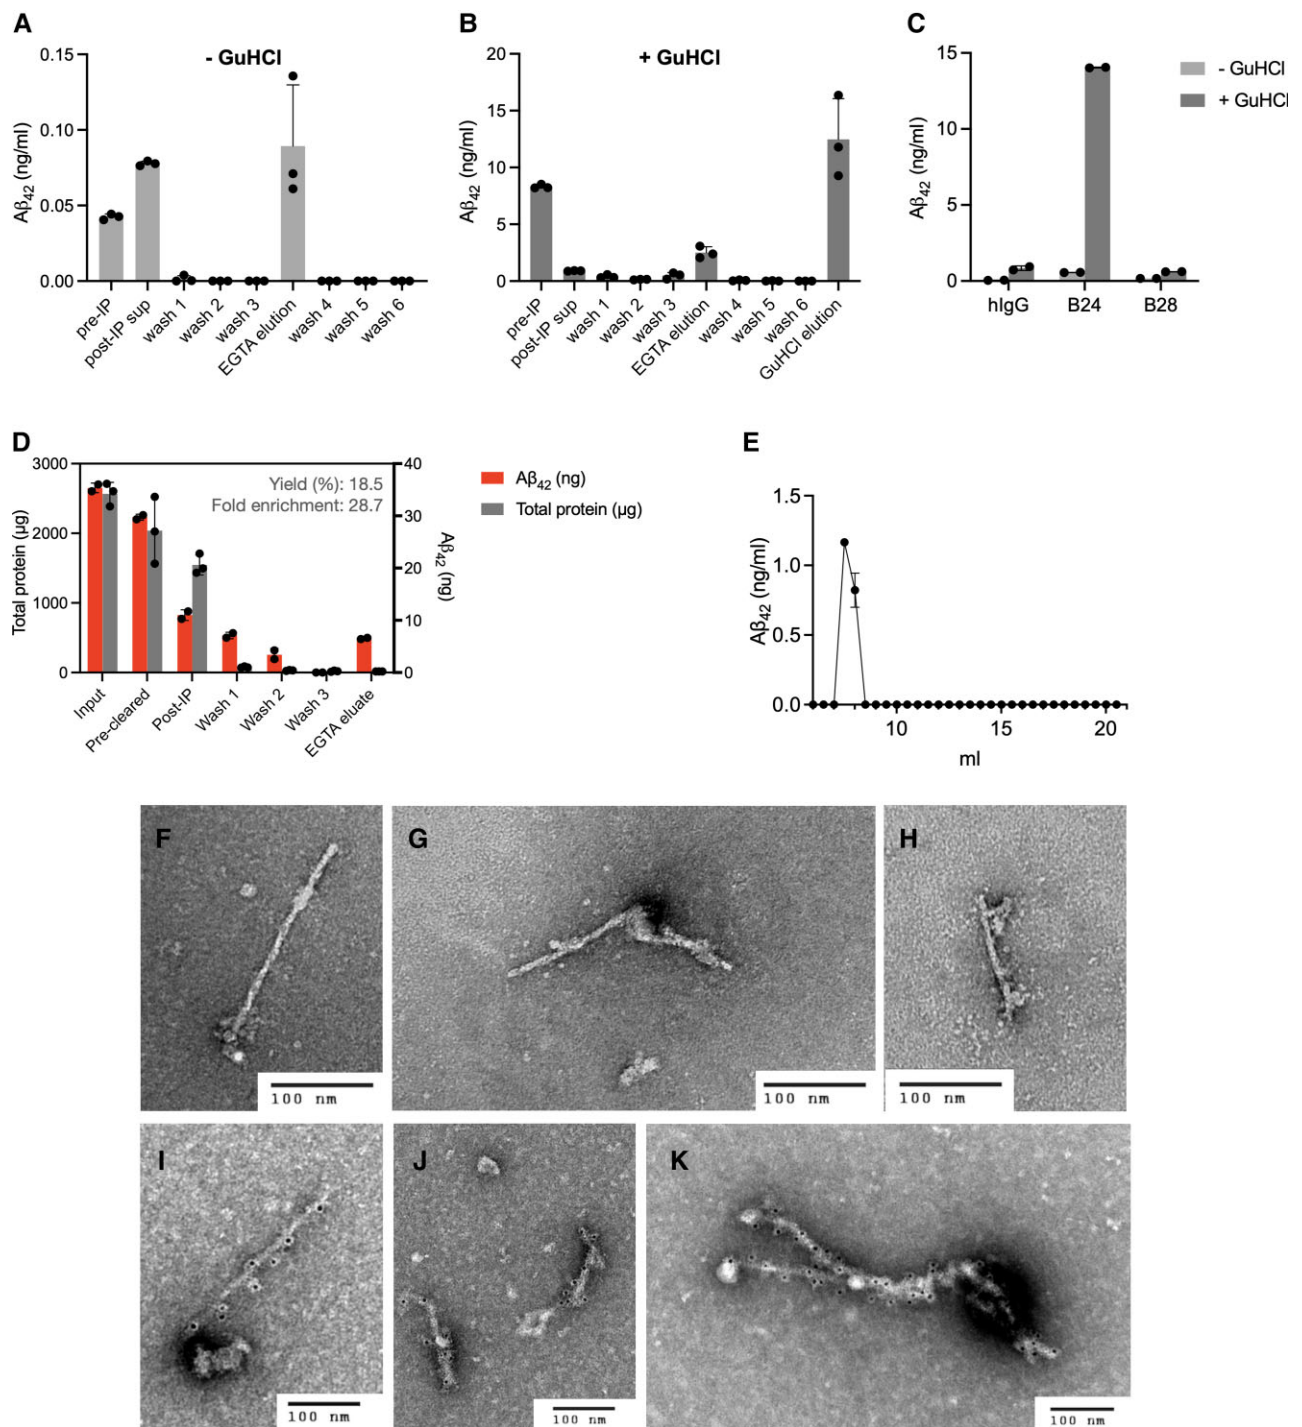 A
- GuHCl
Aβ42 (ng/ml)
0.15
0.10
0.05
0.00
pre-IP
post-IP sup
wash 1
wash 2
wash 3
EGTA elution
wash 4
wash 5
wash 6
B
+ GuHCl
Aβ42 (ng/ml)
20
15
10
5
0
pre-IP
post-IP sup
wash 1
wash 2
wash 3
EGTA elution
wash 4
wash 5
wash 6
GuHCl elution
C
Aβ42 (ng/ml)
15
10
5
0
hIgG
B24
B28
- GuHCl
+ GuHCl
D
Total protein (µg)
3000
2000
1000
0
Yield (%): 18.5
Fold enrichment: 28.7
40
30
20
10
0
Aβ42 (ng)
Input
Pre-cleared
Post-IP
Wash 1
Wash 2
Wash 3
EGTA eluate
Aβ42 (ng)
Total protein (µg)
E
Aβ42 (ng/ml)
1.5
1.0
0.5
0.0
10
15
20
ml
F
100 nm
G
100 nm
H
100 nm
I
100 nm
J
100 nm
K
100 nm